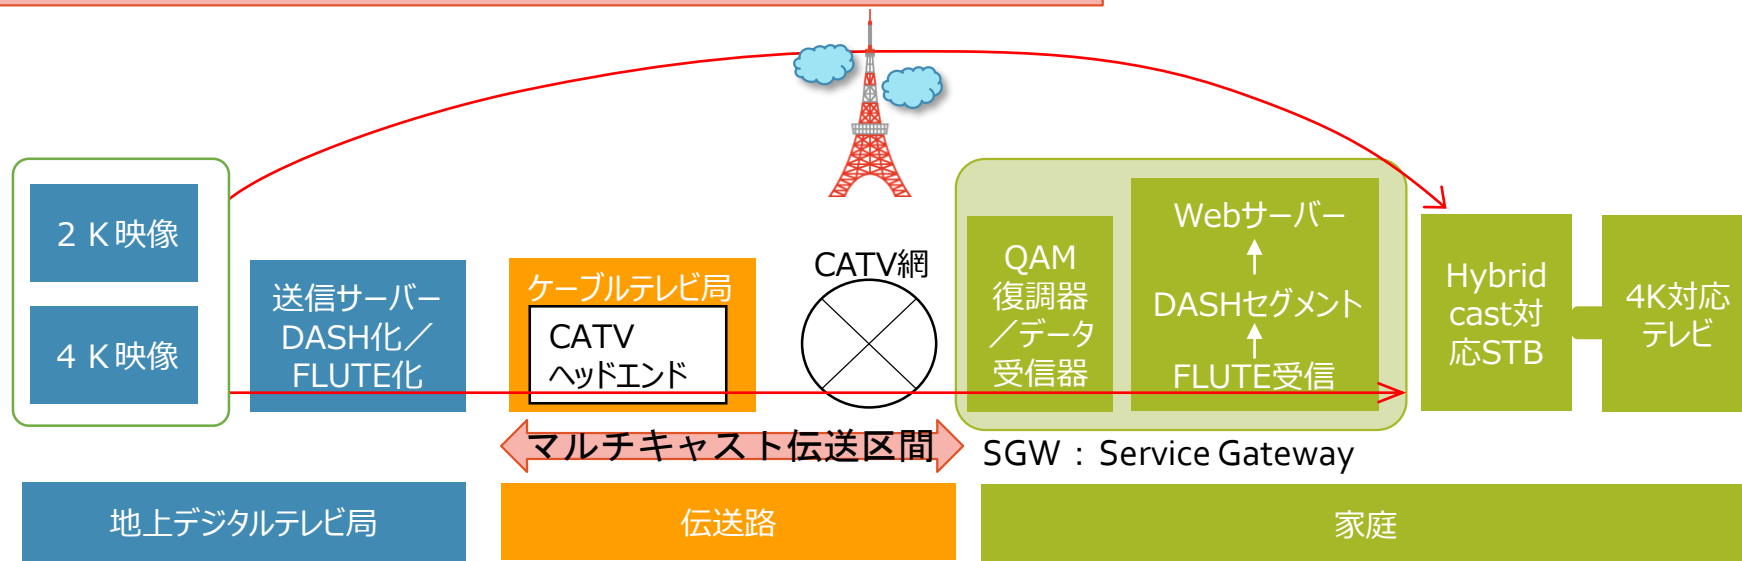 ２Ｋ映像
４Ｋ映像
送信サーバー
DASH化／
FLUTE化
ケーブルテレビ局
CATV
ヘッドエンド
CATV網
マルチキャスト伝送区間
QAM
復調器
／データ
受信器
Webサーバー
DASHセグメント
FLUTE受信
SGW：Service Gateway
Hybrid
cast対
応STB
4K対応
テレビ
地上デジタルテレビ局
伝送路
家庭